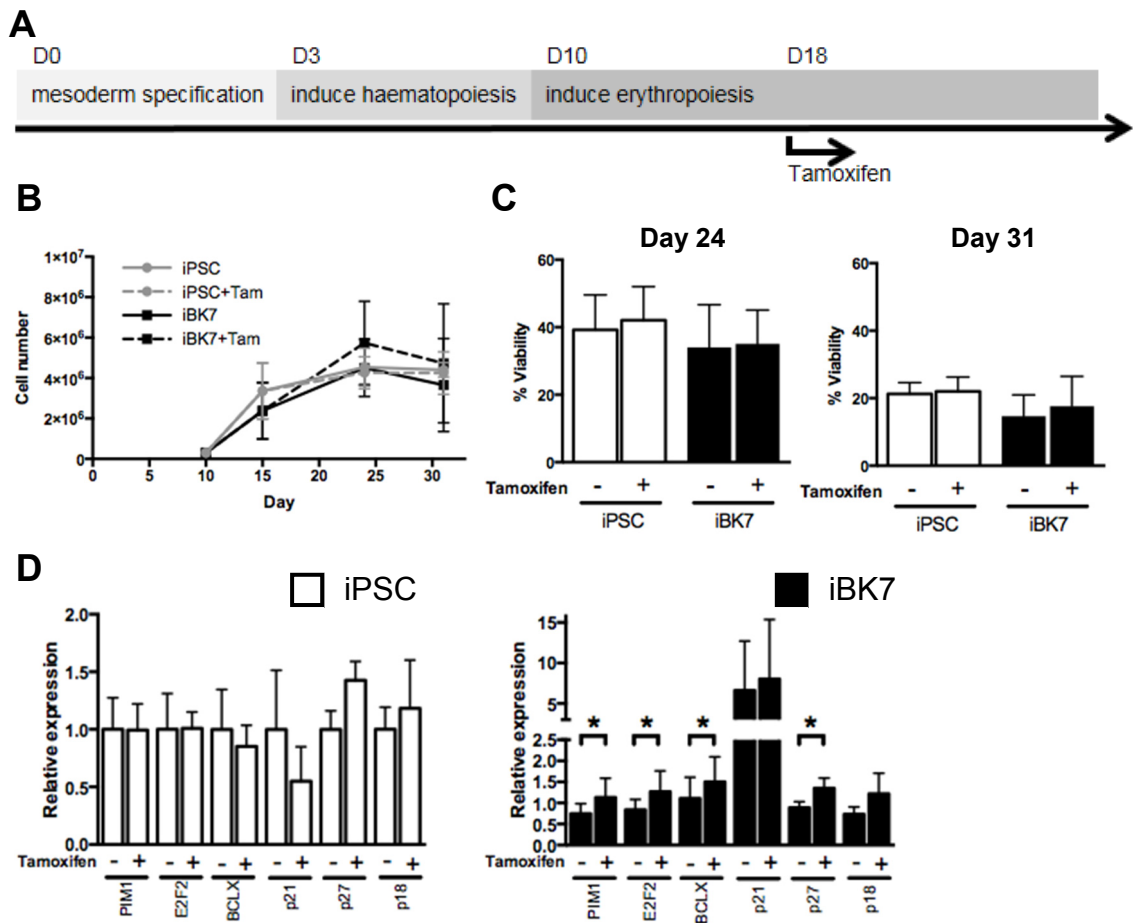 A
D0 D3 D10 D18
mesoderm specification induce haematopoiesis induce erythropoiesis
Tamoxifen
B
1×10⁷
8×10⁶
6×10⁶
4×10⁶
2×10⁶
0
Cell number
iPSC
iPSC+Tam
iBK7
iBK7+Tam
0 5 10 15 20 25 30
Day
C
Day 24
60
40
20
0
% Viability
Tamoxifen - + - +
iPSC iBK7
Day 31
60
40
20
0
% Viability
Tamoxifen - + - +
iPSC iBK7
D
iPSC
2.0
1.5
1.0
0.5
0.0
Relative expression
Tamoxifen - + - + - + - + - + - +
PIM1 E2F2 BCLX p21 p27 p18
iBK7
15
10
5
2.5
2.0
1.5
1.0
0.5
0.0
Relative expression
* * * *
Tamoxifen - + - + - + - + - + - +
PIM1 E2F2 BCLX p21 p27 p18